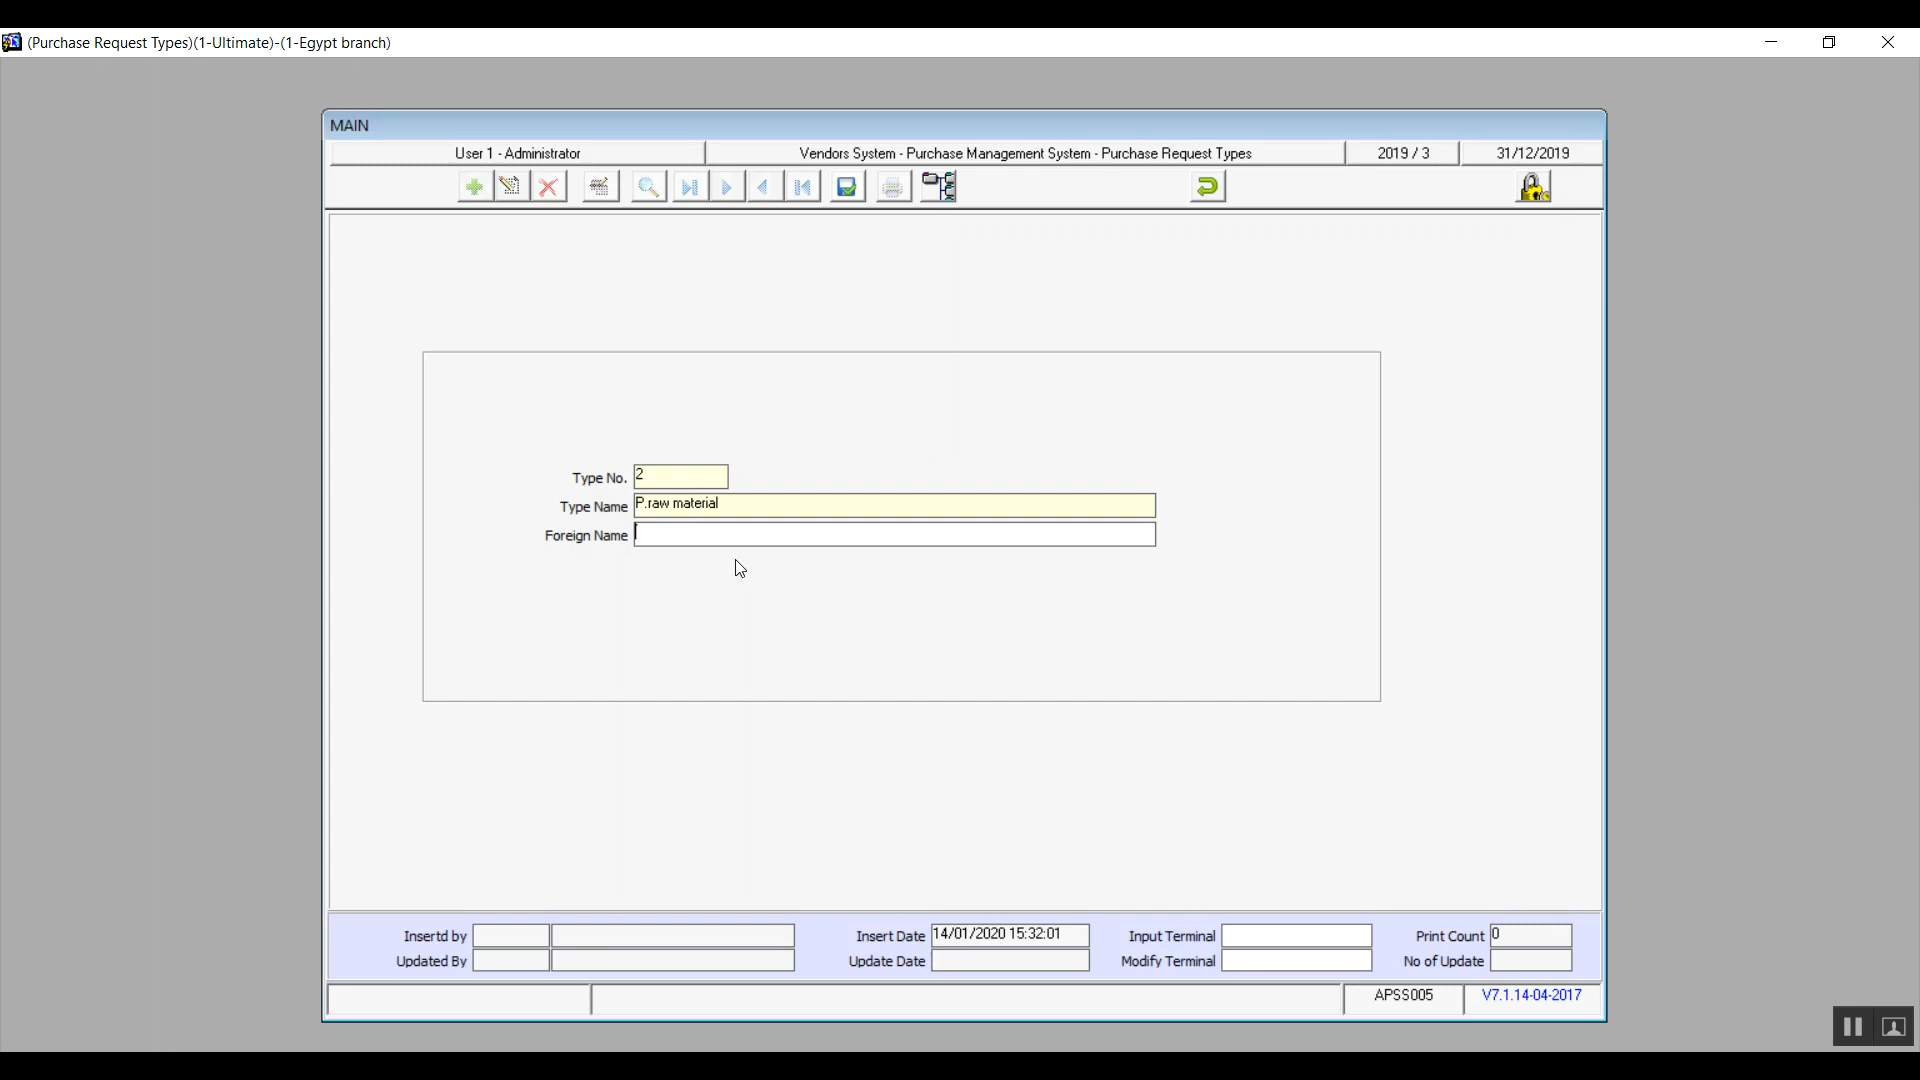 (Purchase Request Types)(1-Ultimate)-(1-Egypt branch)
MAIN
User 1 - Administrator Vendors System - Purchase Management System - Purchase Request Types 2019 / 3 31/12/2019
Type No. 2
Type Name P.raw material
Foreign Name
Insertd by Insert Date 14/01/2020 15:32:01 Input Terminal Print Count 0
Updated By Update Date Modify Terminal No of Update
APSS005 V7.1.14-04-2017